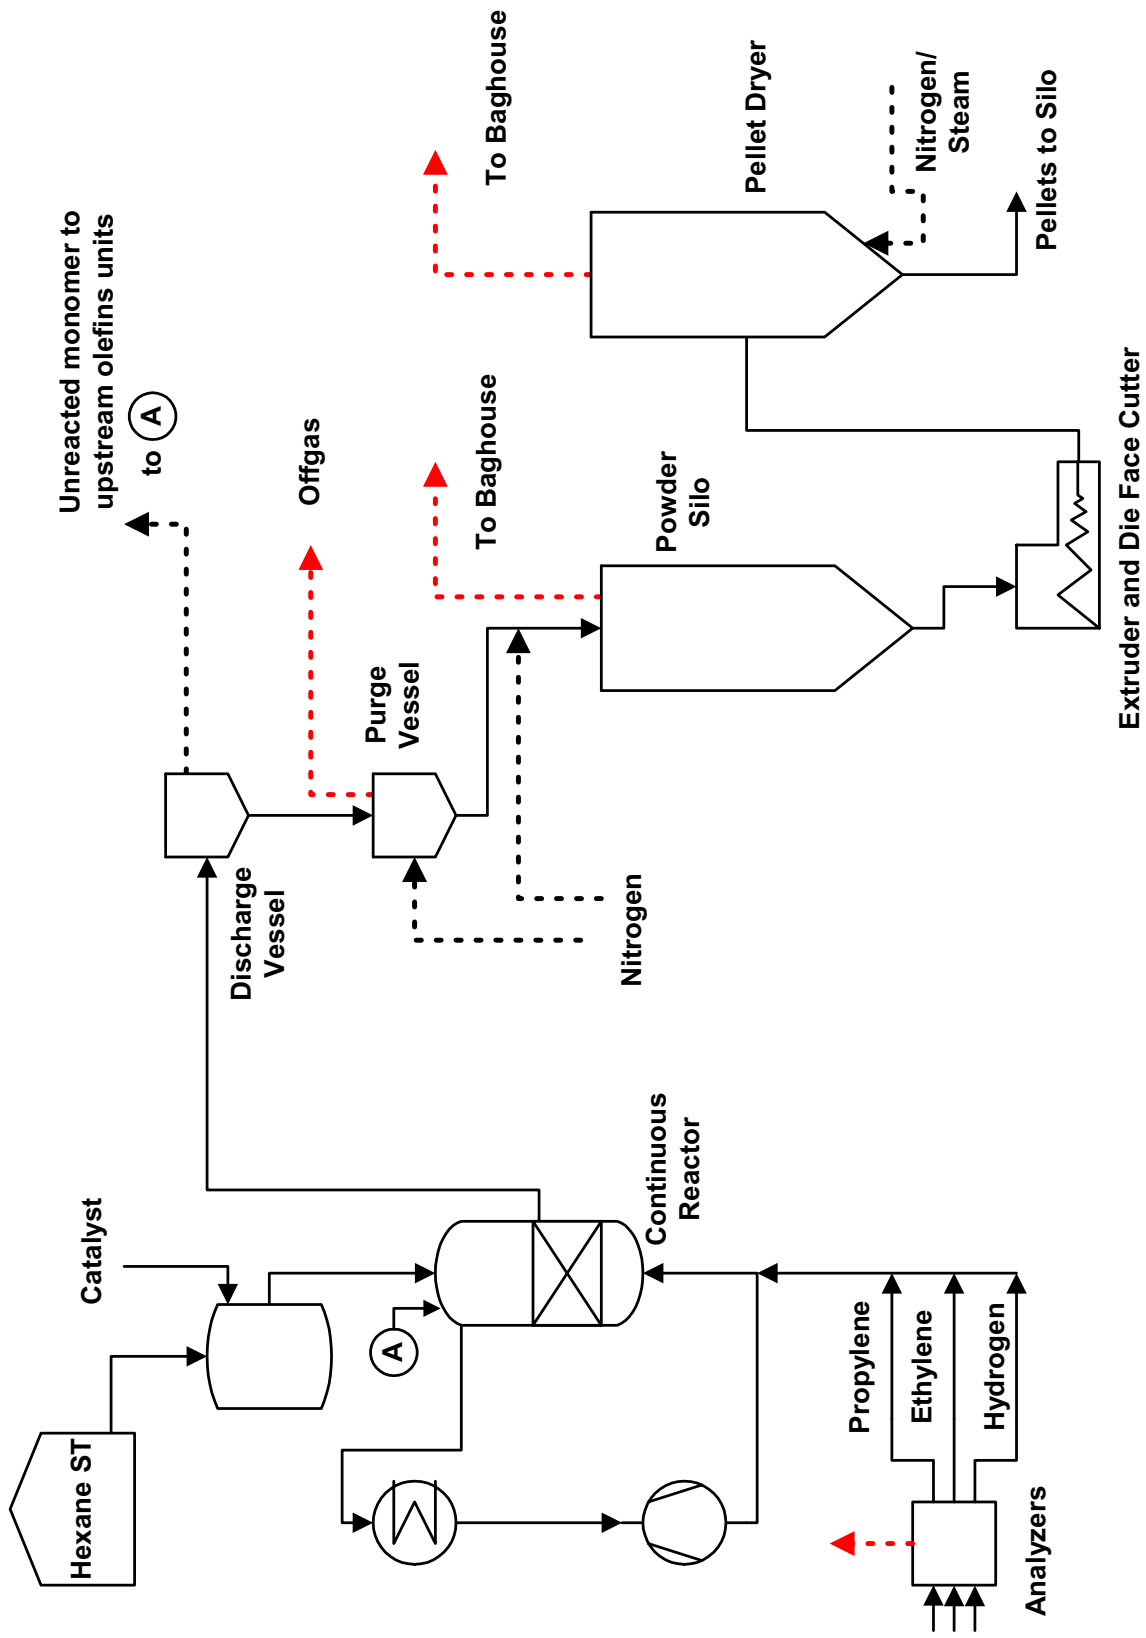 Hexane ST
Catalyst
A
Continuous
Reactor
Propylene
Ethylene
Hydrogen
Analyzers
Discharge
Vessel
Unreacted monomer to
upstream olefins units
to A
Offgas
Purge
Vessel
Nitrogen
To Baghouse
Powder
Silo
Extruder and Die Face Cutter
To Baghouse
Pellet Dryer
Nitrogen/
Steam
Pellets to Silo